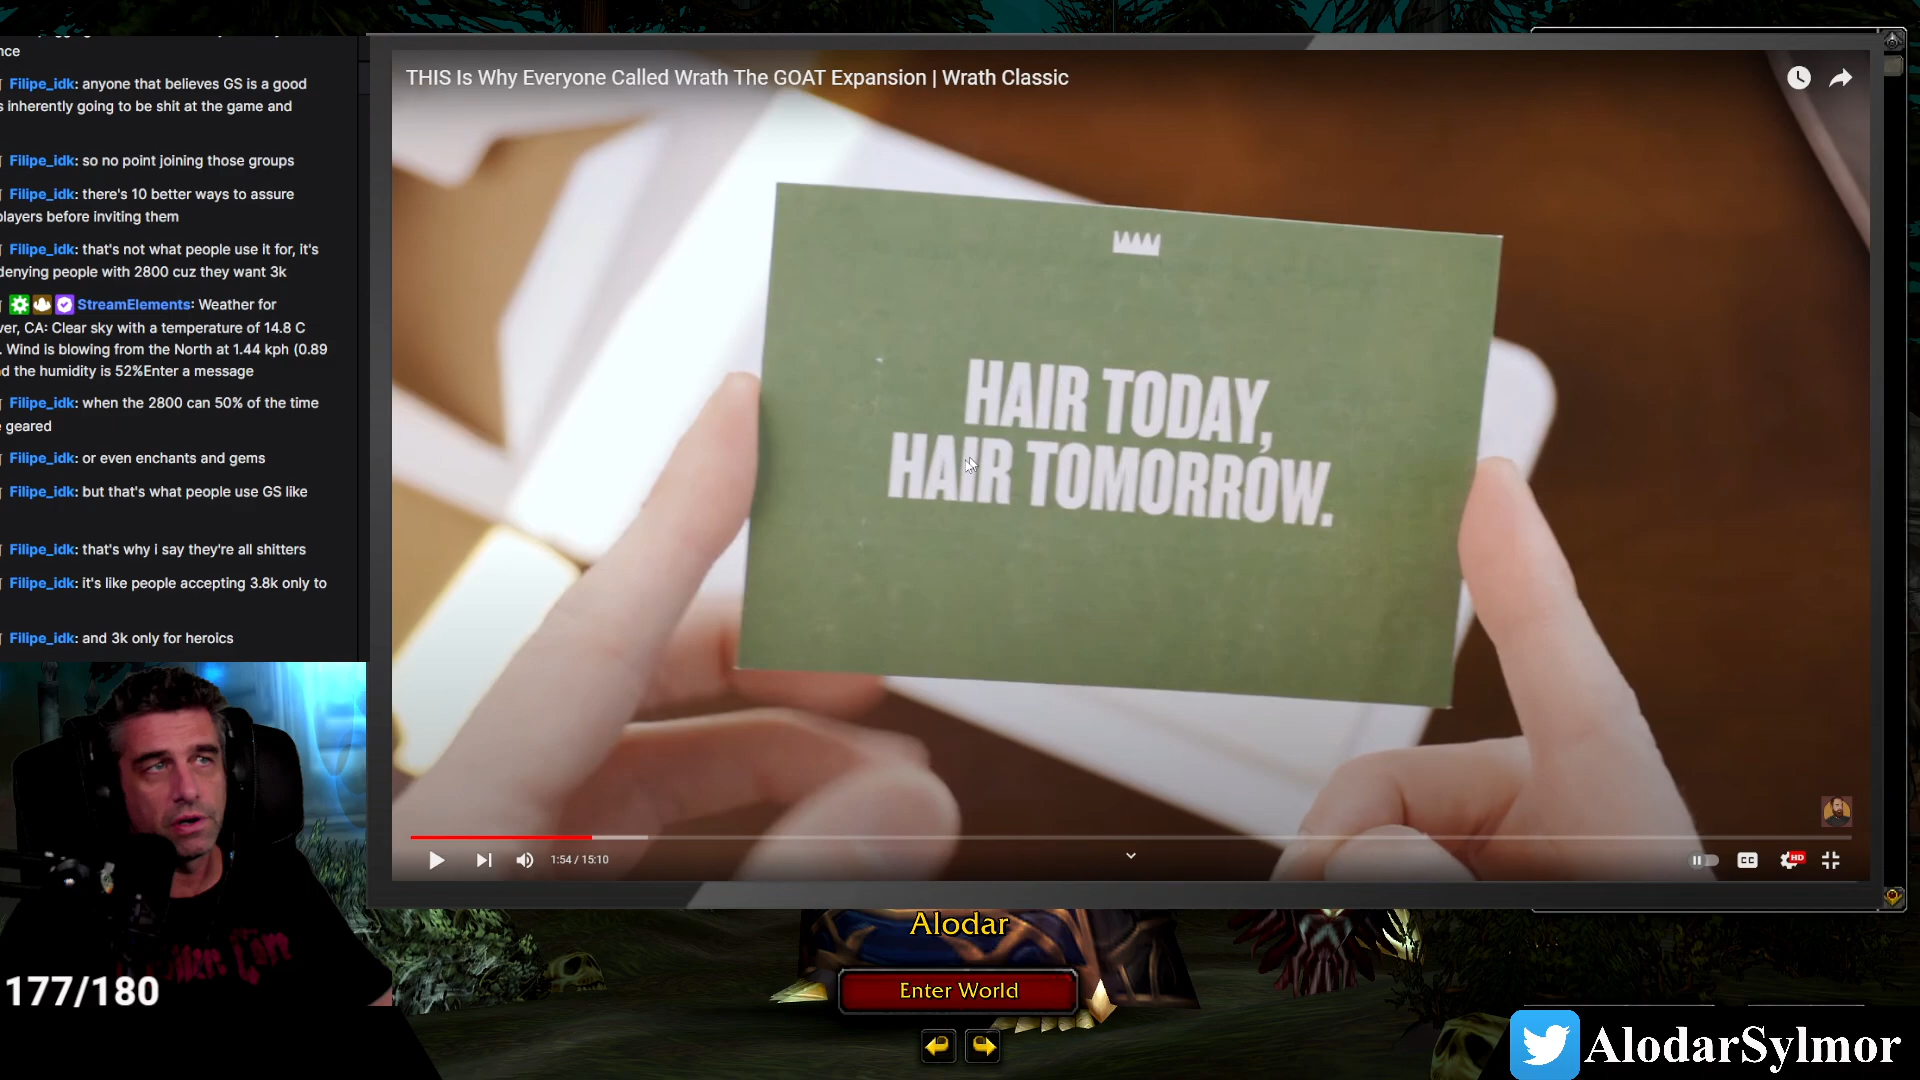 nce
Filipe_idk: anyone that believes GS is a good
s inherently going to be shit at the game and
Filipe_idk: so no point joining those groups
Filipe_idk: there's 10 better ways to assure
players before inviting them
Filipe_idk: that's not what people use it for, it's
denying people with 2800 cuz they want 3k
StreamElements: Weather for
ver, CA: Clear sky with a temperature of 14.8 C
. Wind is blowing from the North at 1.44 kph (0.89
d the humidity is 52%Enter a message
Filipe_idk: when the 2800 can 50% of the time
e geared
Filipe_idk: or even enchants and gems
Filipe_idk: but that's what people use GS like
Filipe_idk: that's why i say they're all shitters
Filipe_idk: it's like people accepting 3.8k only to
Filipe_idk: and 3k only for heroics
177/180
THIS Is Why Everyone Called Wrath The GOAT Expansion | Wrath Classic
HAIR TODAY,
HAIR TOMORROW.
1:54 / 15:10
CC
HD
Alodar
Enter World
AlodarSylmor